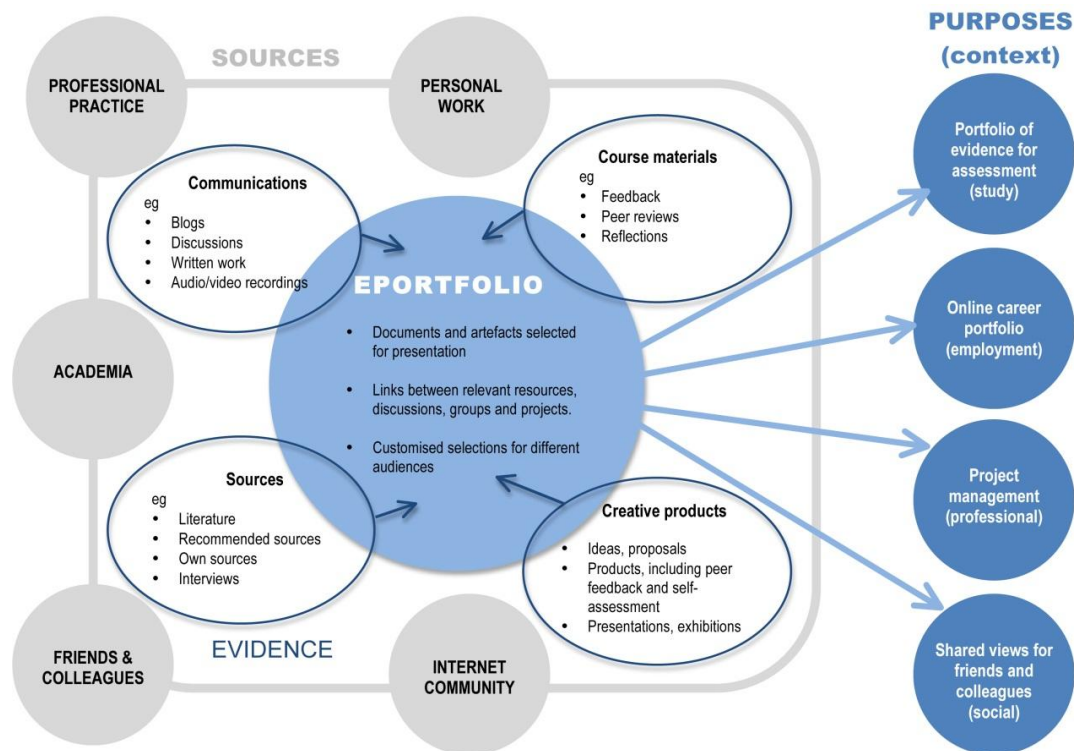 SOURCES
PROFESSIONAL
PRACTICE
PERSONAL
WORK
ACADEMIA
FRIENDS &
COLLEAGUES
INTERNET
COMMUNITY
Communications
eg
• Blogs
• Discussions
• Written work
• Audio/video recordings
Course materials
eg
• Feedback
• Peer reviews
• Reflections
EPORTFOLIO
• Documents and artefacts selected
for presentation
• Links between relevant resources,
discussions, groups and projects.
• Customised selections for different
audiences
Sources
eg
• Literature
• Recommended sources
• Own sources
• Interviews
Creative products
• Ideas, proposals
• Products, including peer
feedback and self-
assessment
• Presentations, exhibitions
EVIDENCE
PURPOSES
(context)
Portfolio of
evidence for
assessment
(study)
Online career
portfolio
(employment)
Project
management
(professional)
Shared views for
friends and
colleagues
(social)